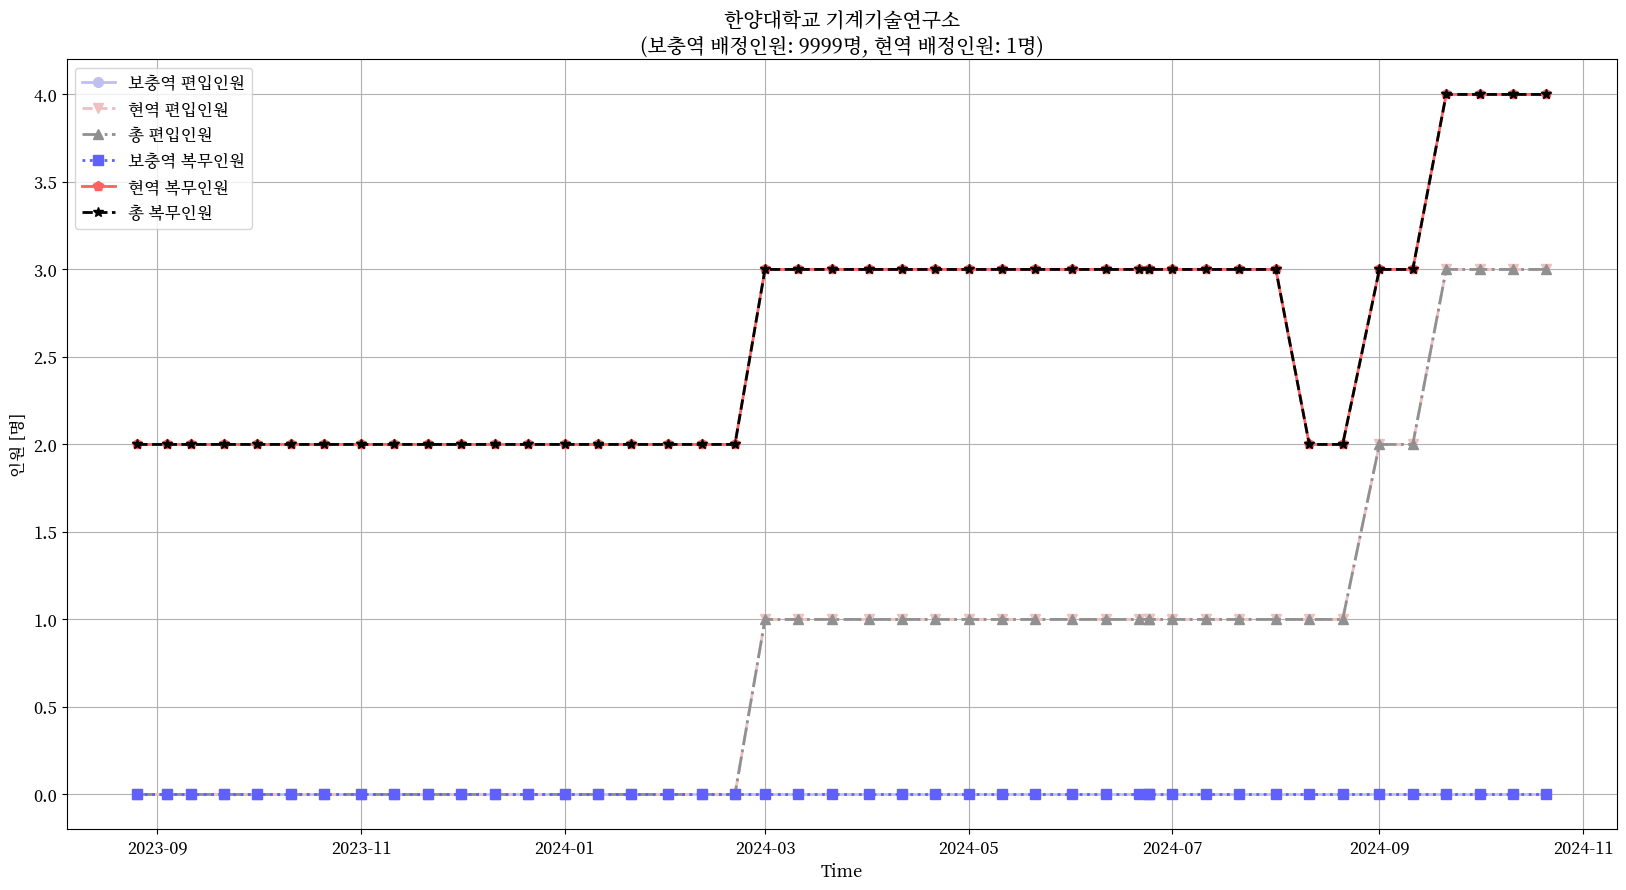 한양대학교 기계기술연구소
(보충역 배정인원: 9999명, 현역 배정인원: 1명)
보충역 편입인원
현역 편입인원
총 편입인원
보충역 복무인원
현역 복무인원
총 복무인원
인원 [명]
4.0
3.5
3.0
2.5
2.0
1.5
1.0
0.5
0.0
2023-09
2023-11
2024-01
2024-03
2024-05
2024-07
2024-09
2024-11
Time